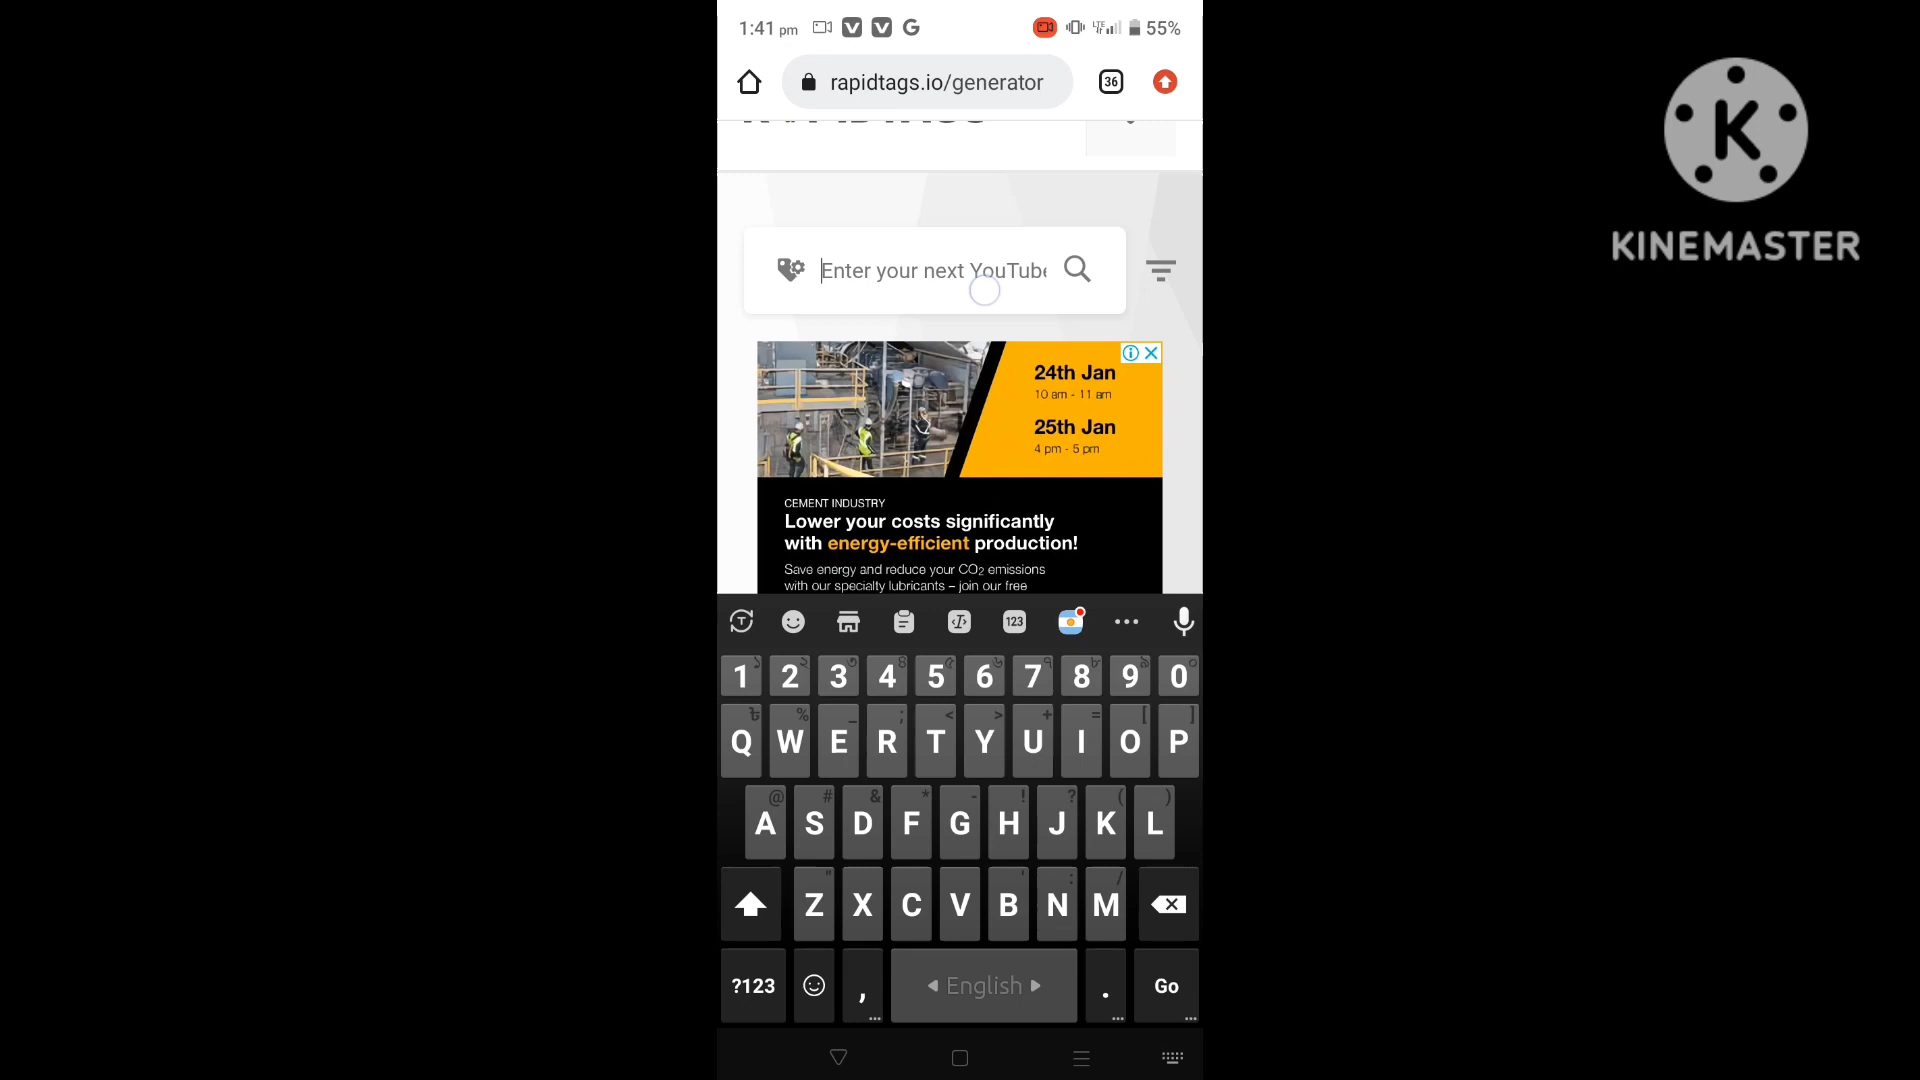 1:41 pm 55%
rapidtags.io/generator 36
KINEMASTER
Enter your next YouTube
24th Jan
10 am - 11 am
25th Jan
4 pm - 5 pm
CEMENT INDUSTRY
Lower your costs significantly
with energy-efficient production!
Save energy and reduce your CO2 emissions
with our specialty lubricants – join our free
123
1 2 3 4 5 6 7 8 9 0
Q W E R T Y U I O P
A S D F G H J K L
Z X C V B N M
?123 , English . Go